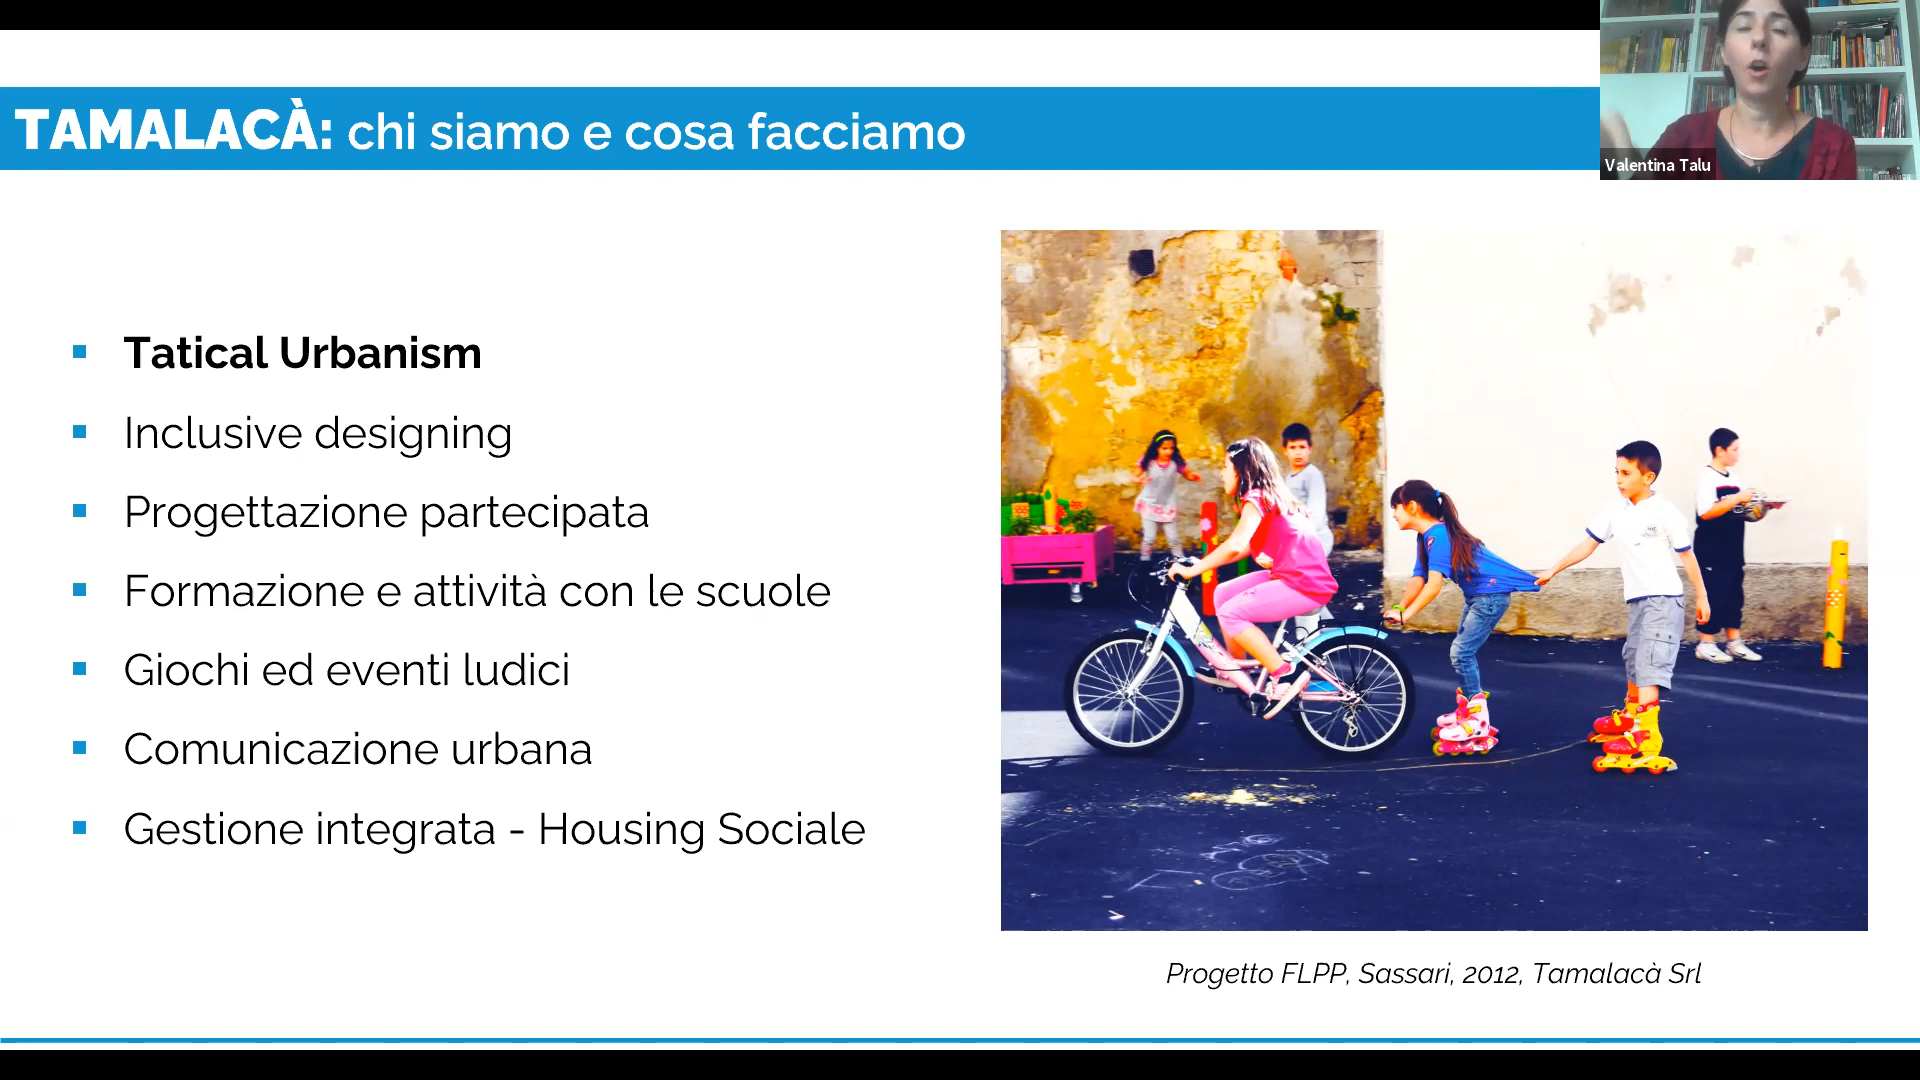 TAMALACÀ: chi siamo e cosa facciamo
Valentina Talu
Tatical Urbanism
Inclusive designing
Progettazione partecipata
Formazione e attività con le scuole
Giochi ed eventi ludici
Comunicazione urbana
Gestione integrata - Housing Sociale
Progetto FLPP, Sassari, 2012, Tamalacà Srl